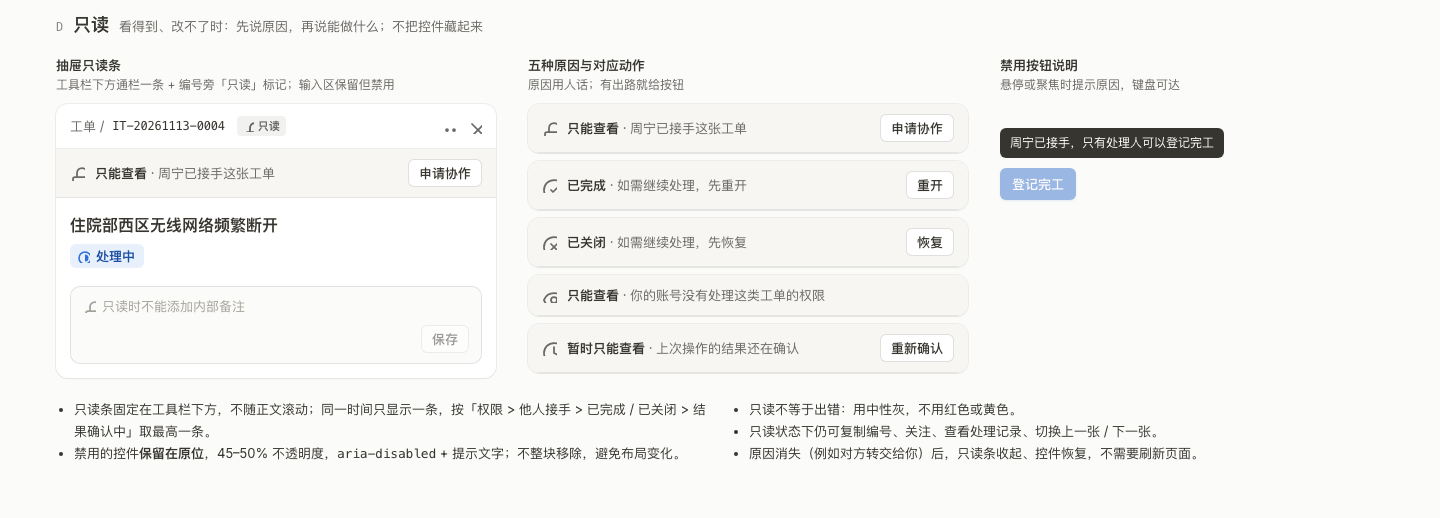 D 只读 看得到、改不了时：先说原因，再说能做什么；不把控件藏起来
抽屉只读条
工具栏下方通栏一条 + 编号旁「只读」标记；输入区保留但禁用
工单 / IT-20261113-0004 只读
只能查看 · 周宁已接手这张工单 申请协作
住院部西区无线网络频繁断开
处理中
只读时不能添加内部备注
保存
五种原因与对应动作
原因用人话；有出路就给按钮
只能查看 · 周宁已接手这张工单 申请协作
已完成 · 如需继续处理，先重开 重开
已关闭 · 如需继续处理，先恢复 恢复
只能查看 · 你的账号没有处理这类工单的权限
暂时只能查看 · 上次操作的结果还在确认 重新确认
禁用按钮说明
悬停或聚焦时提示原因，键盘可达
周宁已接手，只有处理人可以登记完工
登记完工
• 只读条固定在工具栏下方，不随正文滚动；同一时间只显示一条，按「权限 > 他人接手 > 已完成 / 已关闭 > 结
果确认中」取最高一条。
• 禁用的控件保留在原位，45–50% 不透明度，aria-disabled + 提示文字；不整块移除，避免布局变化。
• 只读不等于出错：用中性灰，不用红色或黄色。
• 只读状态下仍可复制编号、关注、查看处理记录、切换上一张 / 下一张。
• 原因消失（例如对方转交给你）后，只读条收起、控件恢复，不需要刷新页面。